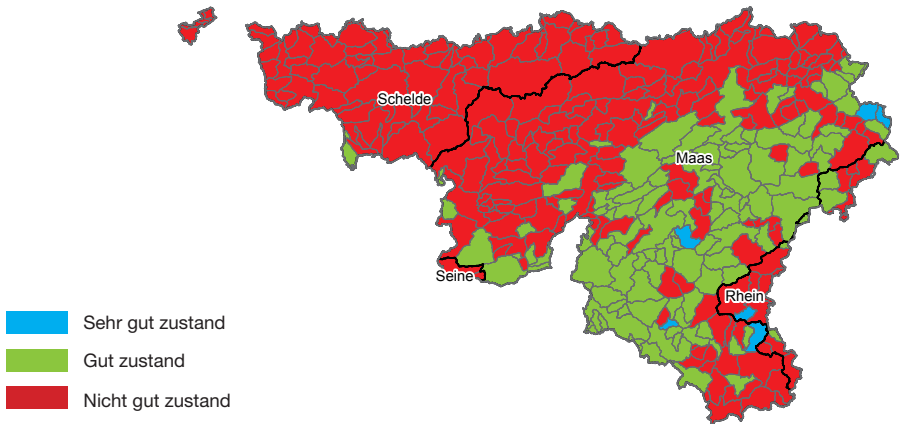 Schelde
Maas
Seine
Rhein
Sehr gut zustand
Gut zustand
Nicht gut zustand